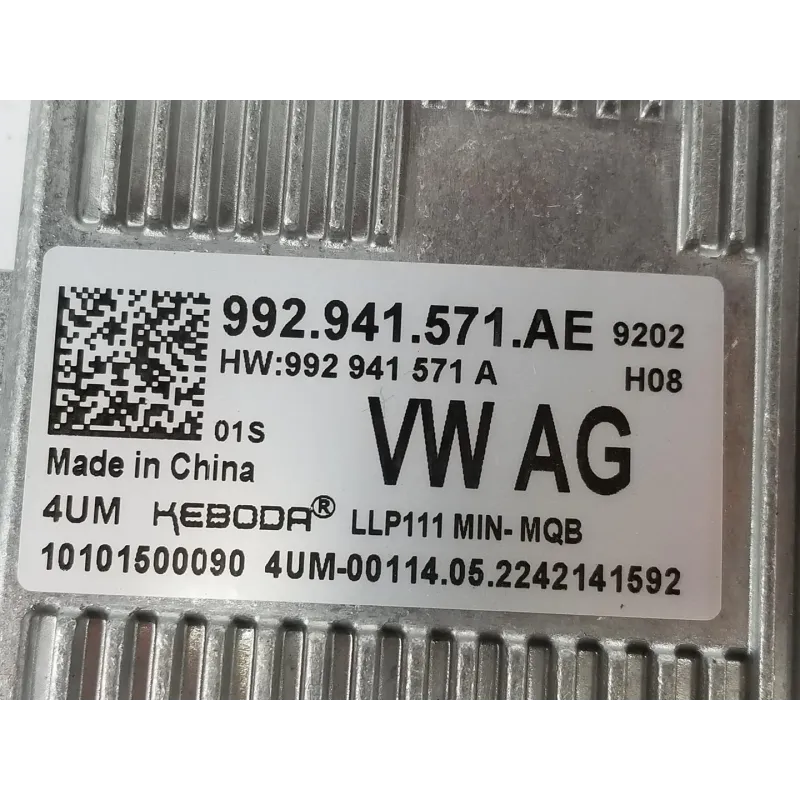 992.941.571.AE 9202
HW:992 941 571 A H08
01S VW AG
Made in China
4UM KEBODA® LLP111 MIN- MQB
10101500090 4UM-00114.05.2242141592